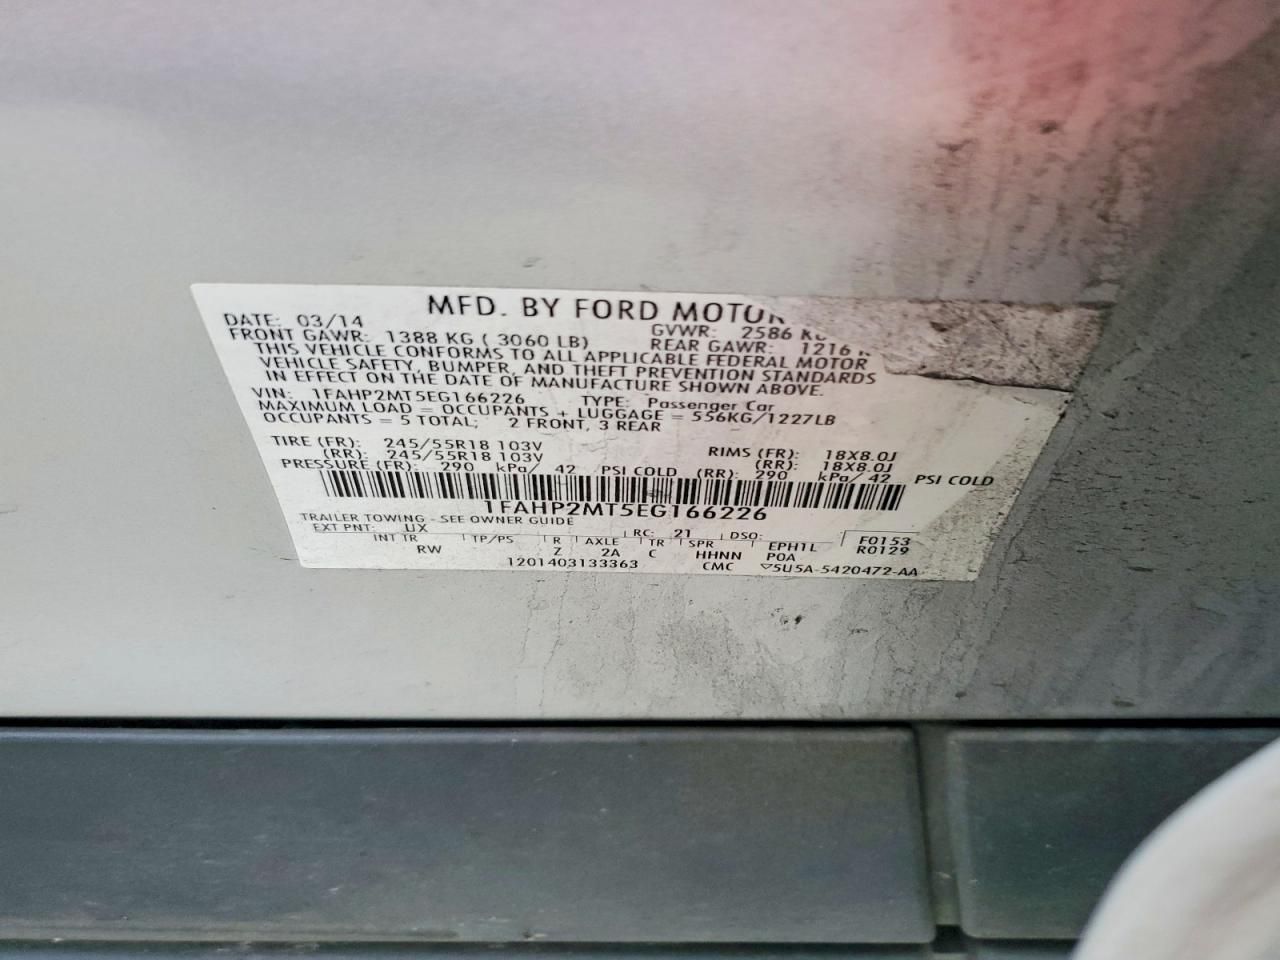 MFD. BY FORD MOTOR
DATE: 03/14 GVWR: 2586 KG
FRONT GAWR: 1388 KG ( 3060 LB) REAR GAWR: 1216
THIS VEHICLE CONFORMS TO ALL APPLICABLE FEDERAL MOTOR
VEHICLE SAFETY, BUMPER, AND THEFT PREVENTION STANDARDS
IN EFFECT ON THE DATE OF MANUFACTURE SHOWN ABOVE.
VIN: 1FAHP2MT5EG166226 TYPE: Passenger Car
MAXIMUM LOAD = OCCUPANTS + LUGGAGE = 556KG/1227LB
OCCUPANTS = 5 TOTAL; 2 FRONT, 3 REAR
TIRE (FR): 245/55R18 103V RIMS (FR): 18X8.0J
(RR): 245/55R18 103V (RR): 18X8.0J
PRESSURE (FR): 290 kPa/ 42 PSI COLD (RR): 290 kPa/ 42 PSI COLD
1FAHP2MT5EG166226
TRAILER TOWING - SEE OWNER GUIDE
EXT PNT: UX RC: 21 DSO: F0153
INT TR TP/PS R AXLE TR SPR EPH1L R0129
RW Z 2A C HHNN POA
1201403133363 CMC ▽5U5A-5420472-AA